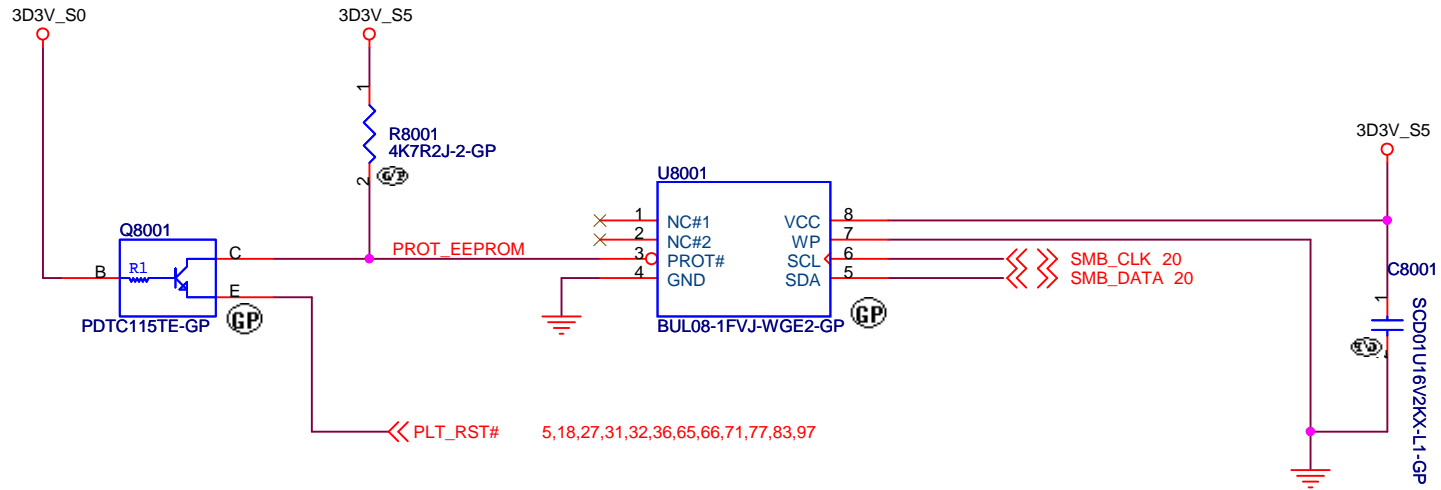 3D3V_S0
3D3V_S5
1
R8001
4K7R2J-2-GP
2
3D3V_S5
Q8001
B
R1
C
E
PDTC115TE-GP
GP
PROT_EEPROM
U8001
1 NC#1
2 NC#2
3 PROT#
4 GND
VCC 8
WP 7
SCL 6
SDA 5
BUL08-1FVJ-WGE2-GP
GP
SMB_CLK 20
SMB_DATA 20
C8001
1
SCD01U16V2KX-L1-GP
PLT_RST# 5,18,27,31,32,36,65,66,71,77,83,97